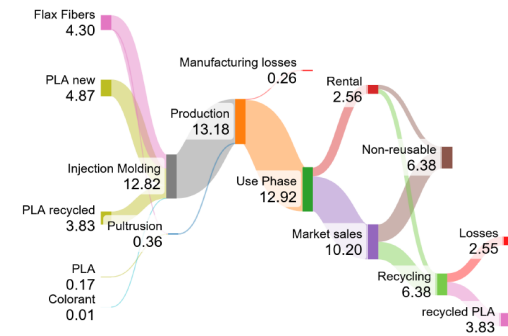 Flax Fibers
4.30
PLA new
4.87
Manufacturing losses
0.26
Rental
2.56
Production
13.18
Non-reusable
6.38
Injection Molding
12.82
Use Phase
12.92
PLA recycled
3.83
Pultrusion
0.36
Market sales
10.20
Losses
2.55
PLA
0.17
Recycling
6.38
Colorant
0.01
recycled PLA
3.83